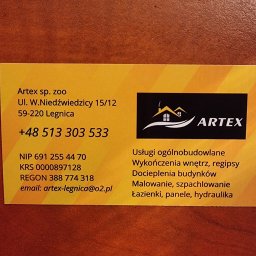 Artex sp. zoo
Ul. W.Niedźwiedzicy 15/12
59-220 Legnica
+48 513 303 533
NIP 691 255 44 70
KRS 0000897128
REGON 388 774 318
email: artex-legnica@o2.pl
ARTEX
Usługi ogólnobudowlane
Wykończenia wnętrz, regipsy
Docieplenia budynków
Malowanie, szpachlowanie
Łazienki, panele, hydraulika